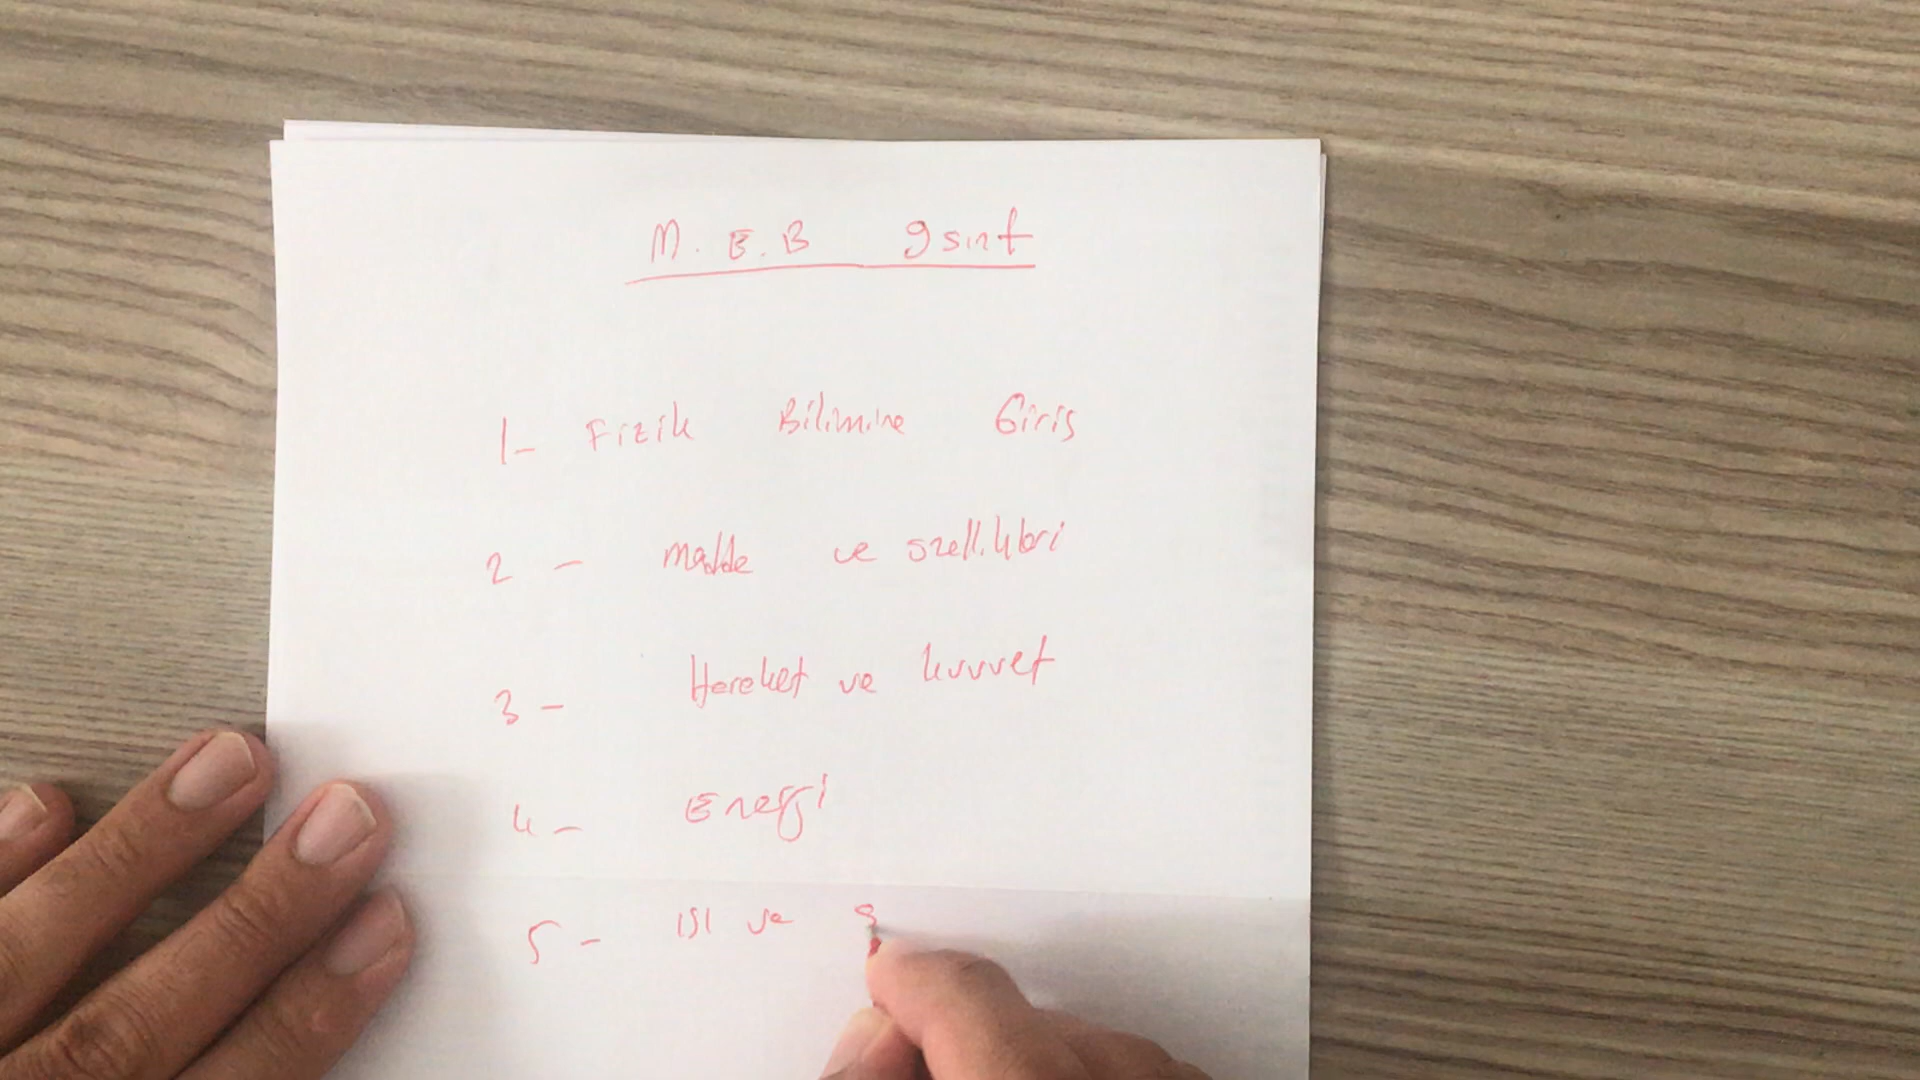 M.E.B 9 sınıf
1- Fizik Bilimine Giriş
2 - madde ve özellikleri
3 - Hareket ve kuvvet
4 - Enerji
5 - ısı ve s